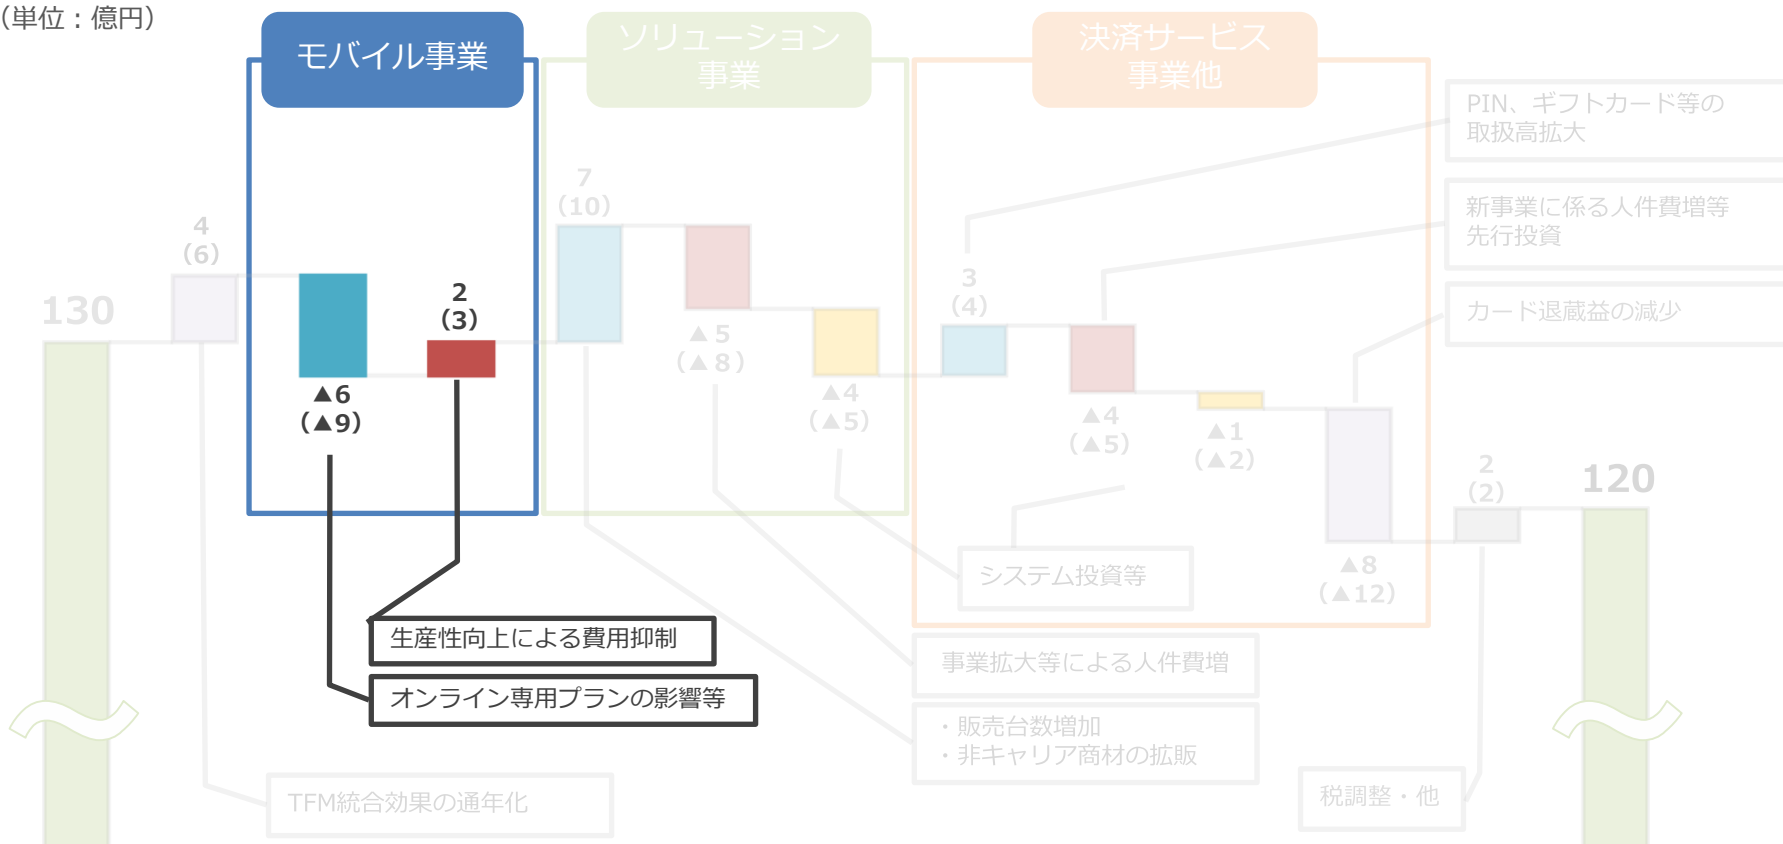 （単位：億円）
モバイル事業
ソリューション
事業
決済サービス
事業他
PIN、ギフトカード等の
取扱高拡大
新事業に係る人件費増等
先行投資
カード退蔵益の減少
130
4
（6）
▲6
（▲9）
2
（3）
7
（10）
▲5
（▲8）
▲4
（▲5）
3
（4）
▲4
（▲5）
▲1
（▲2）
▲8
（▲12）
2
（2）
120
システム投資等
生産性向上による費用抑制
オンライン専用プランの影響等
事業拡大等による人件費増
・販売台数増加
・非キャリア商材の拡販
TFM統合効果の通年化
税調整・他